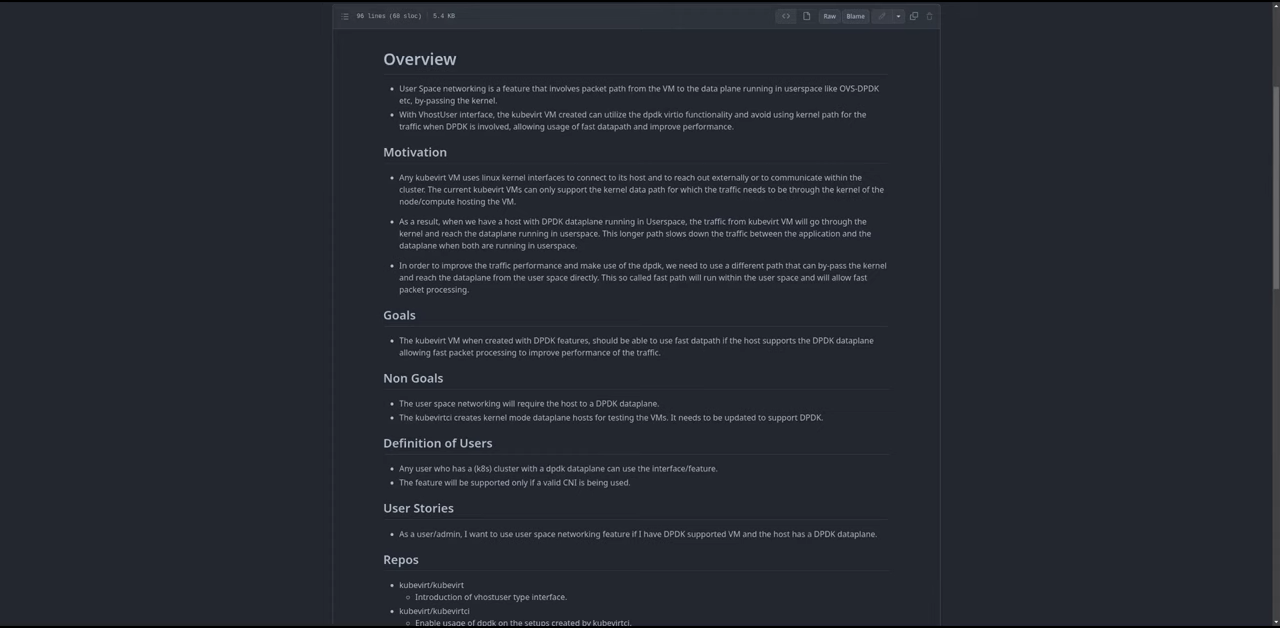 96 lines (68 sloc) 5.4 KB Raw Blame
Overview
User Space networking is a feature that involves packet path from the VM to the data plane running in userspace like OVS-DPDK
etc, by-passing the kernel.
With VhostUser interface, the kubevirt VM created can utilize the dpdk virtio functionality and avoid using kernel path for the
traffic when DPDK is involved, allowing usage of fast datapath and improve performance.
Motivation
Any kubevirt VM uses linux kernel interfaces to connect to its host and to reach out externally or to communicate within the
cluster. The current kubevirt VMs can only support the kernel data path for which the traffic needs to be through the kernel of the
node/compute hosting the VM.
As a result, when we have a host with DPDK dataplane running in Userspace, the traffic from kubevirt VM will go through the
kernel and reach the dataplane running in userspace. This longer path slows down the traffic between the application and the
dataplane when both are running in userspace.
In order to improve the traffic performance and make use of the dpdk, we need to use a different path that can by-pass the kernel
and reach the dataplane from the user space directly. This so called fast path will run within the user space and will allow fast
packet processing.
Goals
The kubevirt VM when created with DPDK features, should be able to use fast datpath if the host supports the DPDK dataplane
allowing fast packet processing to improve performance of the traffic.
Non Goals
The user space networking will require the host to a DPDK dataplane.
The kubevirtci creates kernel mode dataplane hosts for testing the VMs. It needs to be updated to support DPDK.
Definition of Users
Any user who has a (k8s) cluster with a dpdk dataplane can use the interface/feature.
The feature will be supported only if a valid CNI is being used.
User Stories
As a user/admin, I want to use user space networking feature if I have DPDK supported VM and the host has a DPDK dataplane.
Repos
kubevirt/kubevirt
Introduction of vhostuser type interface.
kubevirt/kubevirtci
Enable usage of dpdk on the setups created by kubevirtci.